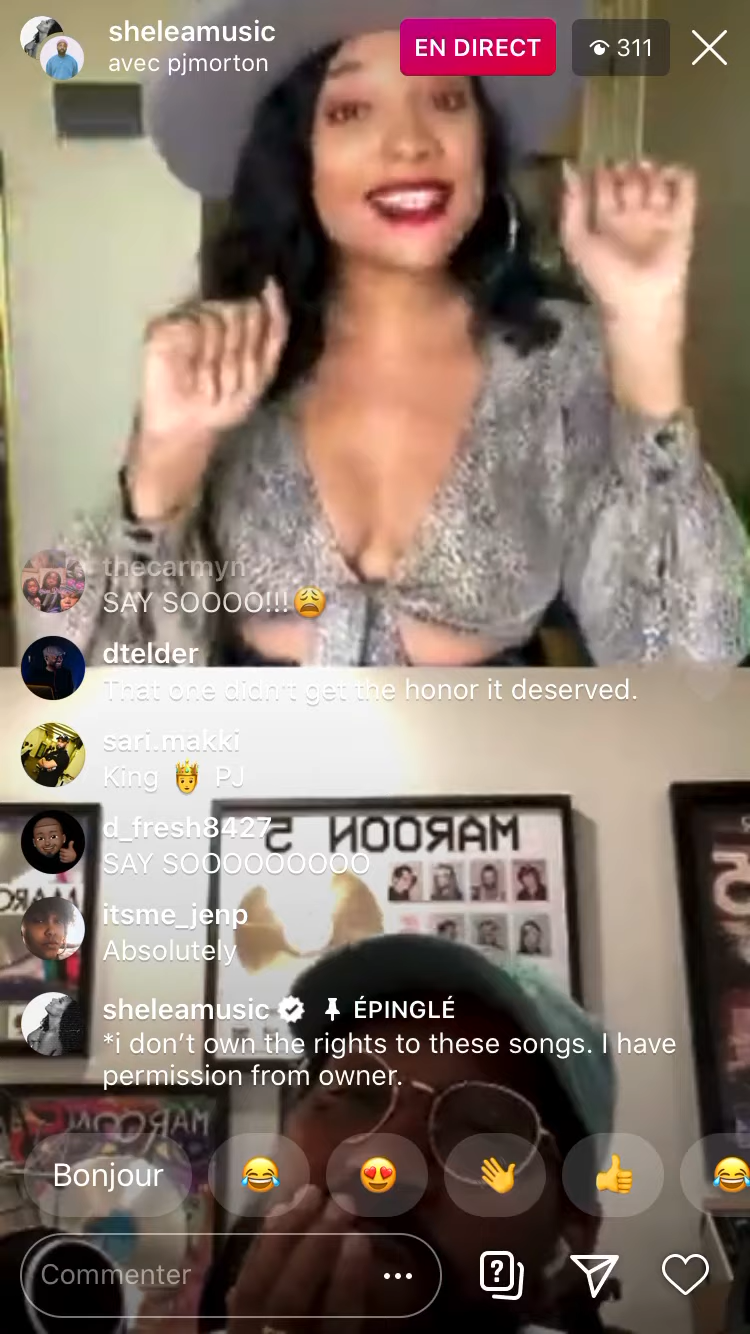 sheleamusic
avec pjmorton
EN DIRECT
311
thecarmyn
SAY SOOOO!!!😩
dtelder
That one didn't get the honor it deserved.
sari.makki
King 🤴 PJ
d_fresh8427
SAY SOOOOOOOOO
MAROON 5
itsme_jenp
Absolutely
sheleamusic ÉPINGLÉ
*i don’t own the rights to these songs. I have
permission from owner.
MAROON
Bonjour 😂 😍 👋 👍 😂
Commenter